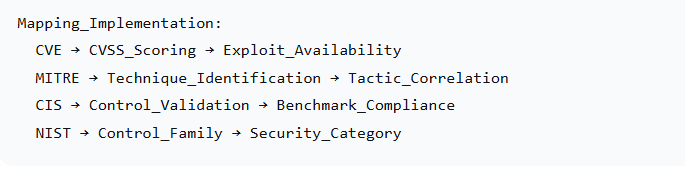 Mapping_Implementation:
CVE → CVSS_Scoring → Exploit_Availability
MITRE → Technique_Identification → Tactic_Correlation
CIS → Control_Validation → Benchmark_Compliance
NIST → Control_Family → Security_Category